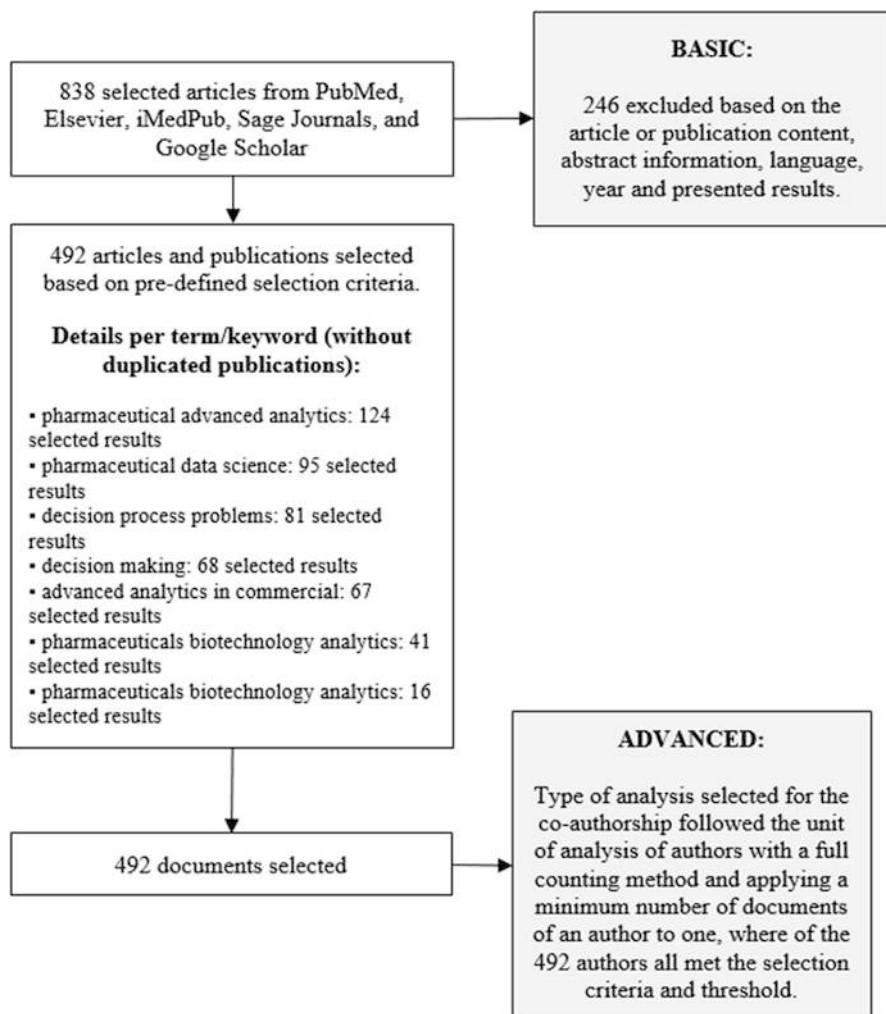 838 selected articles from PubMed,
Elsevier, iMedPub, Sage Journals, and
Google Scholar
BASIC:
246 excluded based on the
article or publication content,
abstract information, language,
year and presented results.
492 articles and publications selected
based on pre-defined selection criteria.
Details per term/keyword (without
duplicated publications):
▪ pharmaceutical advanced analytics: 124
selected results
▪ pharmaceutical data science: 95 selected
results
▪ decision process problems: 81 selected
results
▪ decision making: 68 selected results
▪ advanced analytics in commercial: 67
selected results
▪ pharmaceuticals biotechnology analytics: 41
selected results
▪ pharmaceuticals biotechnology analytics: 16
selected results
492 documents selected
ADVANCED:
Type of analysis selected for the
co-authorship followed the unit
of analysis of authors with a full
counting method and applying a
minimum number of documents
of an author to one, where of the
492 authors all met the selection
criteria and threshold.